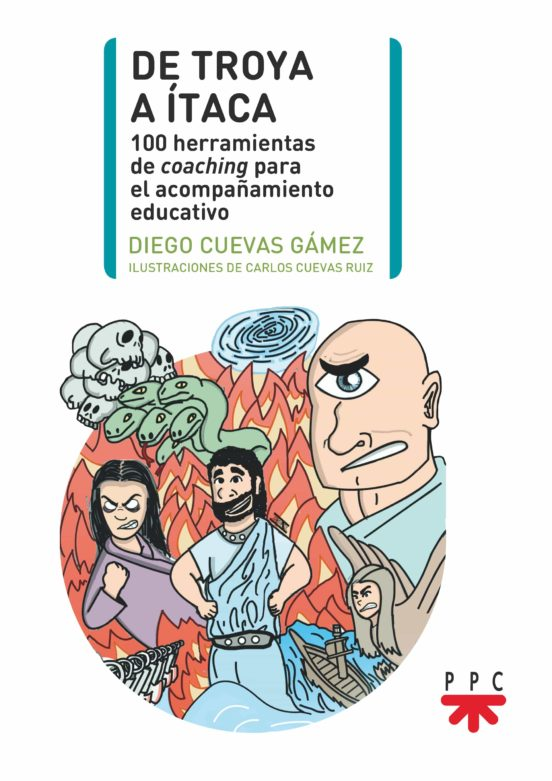 DE TROYA
A ÍTACA
100 herramientas
de coaching para
el acompañamiento
educativo
DIEGO CUEVAS GÁMEZ
ILUSTRACIONES DE CARLOS CUEVAS RUIZ
PPC